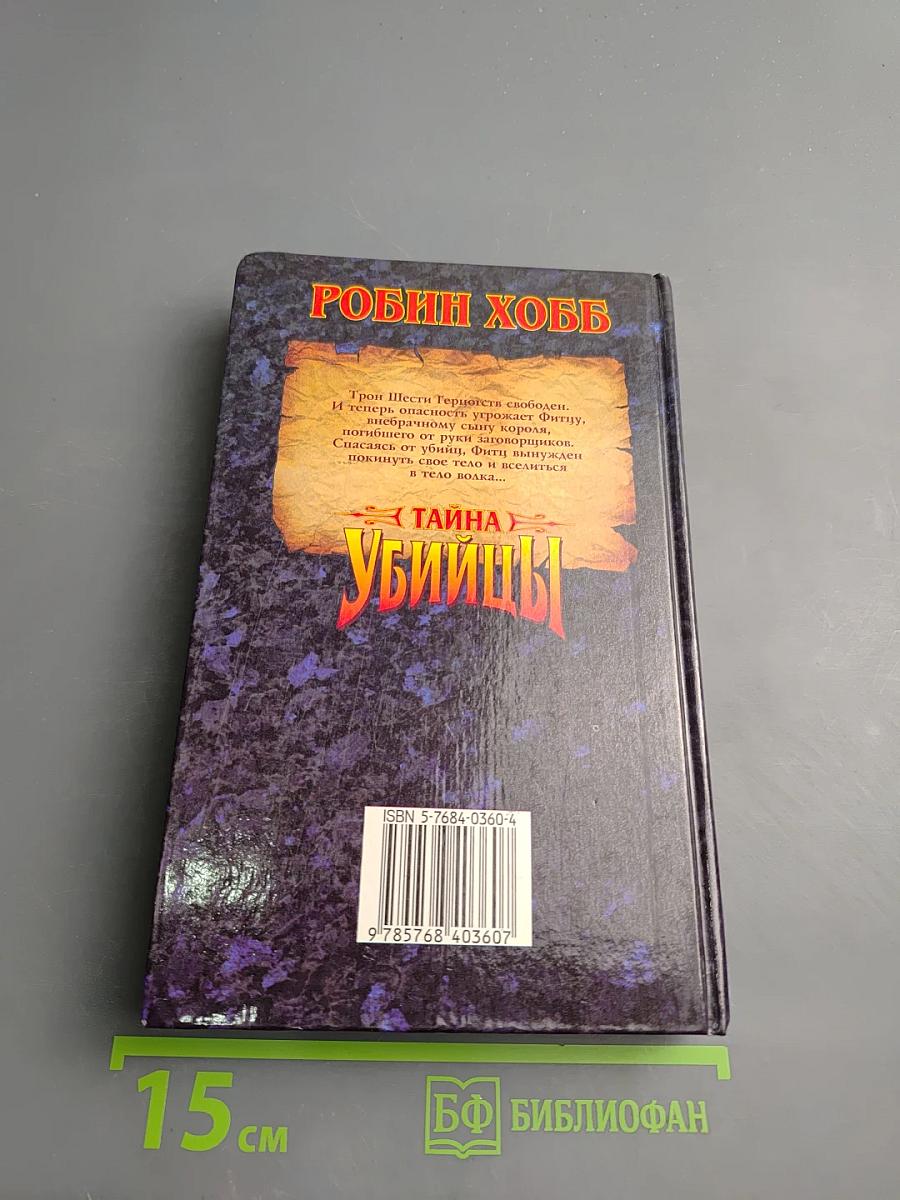 РОБИН ХОББ
Трон Шести Герцогств свободен.
И теперь опасность угрожает Фитцу,
внебрачному сыну короля,
погибшего от руки заговорщиков.
Спасаясь от убийц, Фитц вынужден
покинуть свое тело и вселиться
в тело волка...
ТАЙНА
УБИЙЦЫ
ISBN 5-7684-0360-4
9 785768 403607
15 см
БФ БИБЛИОФАН